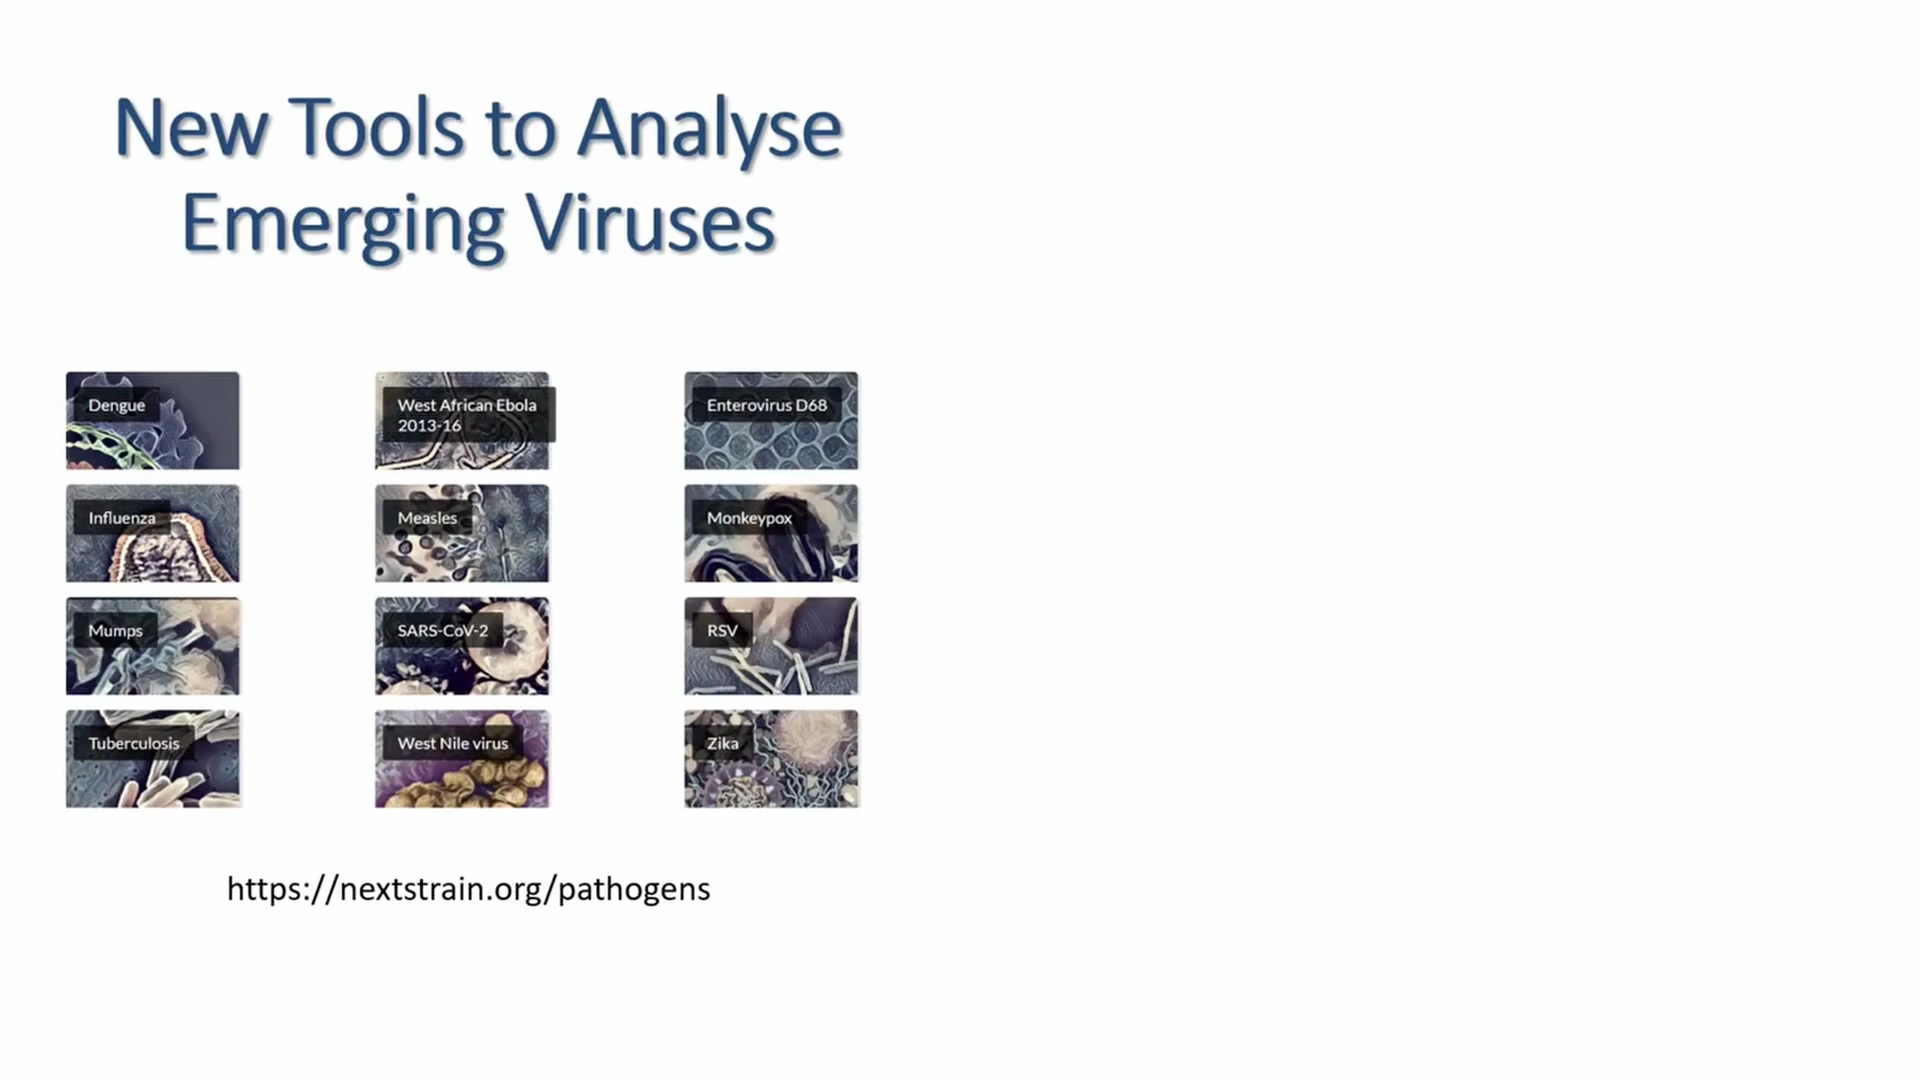 New Tools to Analyse
Emerging Viruses
Dengue
West African Ebola
2013-16
Enterovirus D68
Influenza
Measles
Monkeypox
Mumps
SARS-CoV-2
RSV
Tuberculosis
West Nile virus
Zika
https://nextstrain.org/pathogens